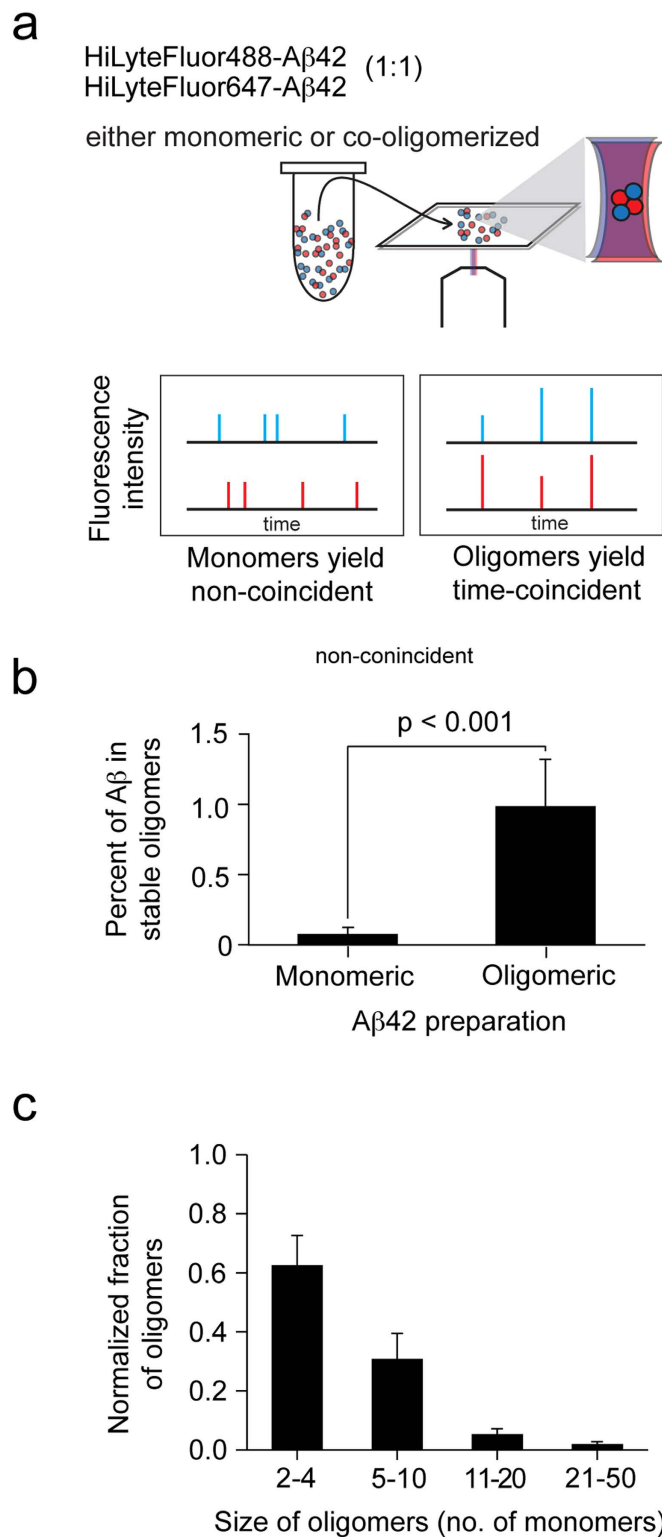 a
HiLyteFluor488-Aβ42
HiLyteFluor647-Aβ42
(1:1)
either monomeric or co-oligomerized
Fluorescence
intensity
time
time
Monomers yield
non-coincident
Oligomers yield
time-coincident
non-conincident
b
p < 0.001
Percent of Aβ in
stable oligomers
1.5
1.0
0.5
0
Monomeric
Oligomeric
Aβ42 preparation
c
Normalized fraction
of oligomers
1.0
0.8
0.6
0.4
0.2
0.0
2-4
5-10
11-20
21-50
Size of oligomers (no. of monomers)